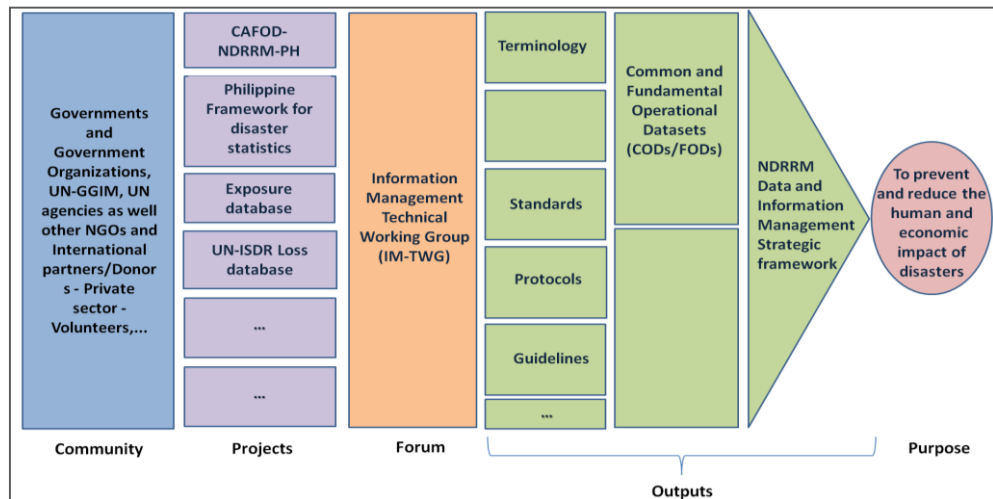 Governments
and
Government
Organizations,
UN-GGIM, UN
agencies as well
other NGOs and
International
partners/Donor
s - Private
sector -
Volunteers,...
Community
CAFOD-
NDRRM-PH
Philippine
Framework for
disaster
statistics
Exposure
database
UN-ISDR Loss
database
...
...
Projects
Information
Management
Technical
Working Group
(IM-TWG)
Forum
Terminology
Standards
Protocols
Guidelines
...
Common and
Fundamental
Operational
Datasets
(CODs/FODs)
NDRRM
Data and
Information
Management
Strategic
framework
Outputs
To prevent
and reduce the
human and
economic
impact of
disasters
Purpose